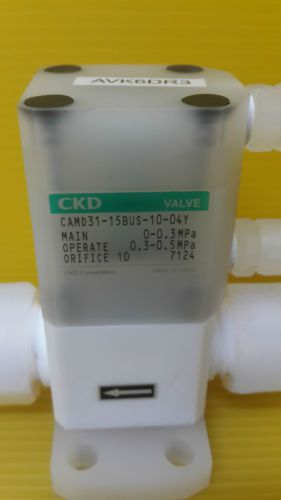 AVK6DR3
CKD VALVE
CAMD31-15BUS-10-04Y
MAIN 0-0.3MPa
OPERATE 0.3-0.5MPa
ORIFICE 10 7124
CKD Corporation MADE IN JAPAN